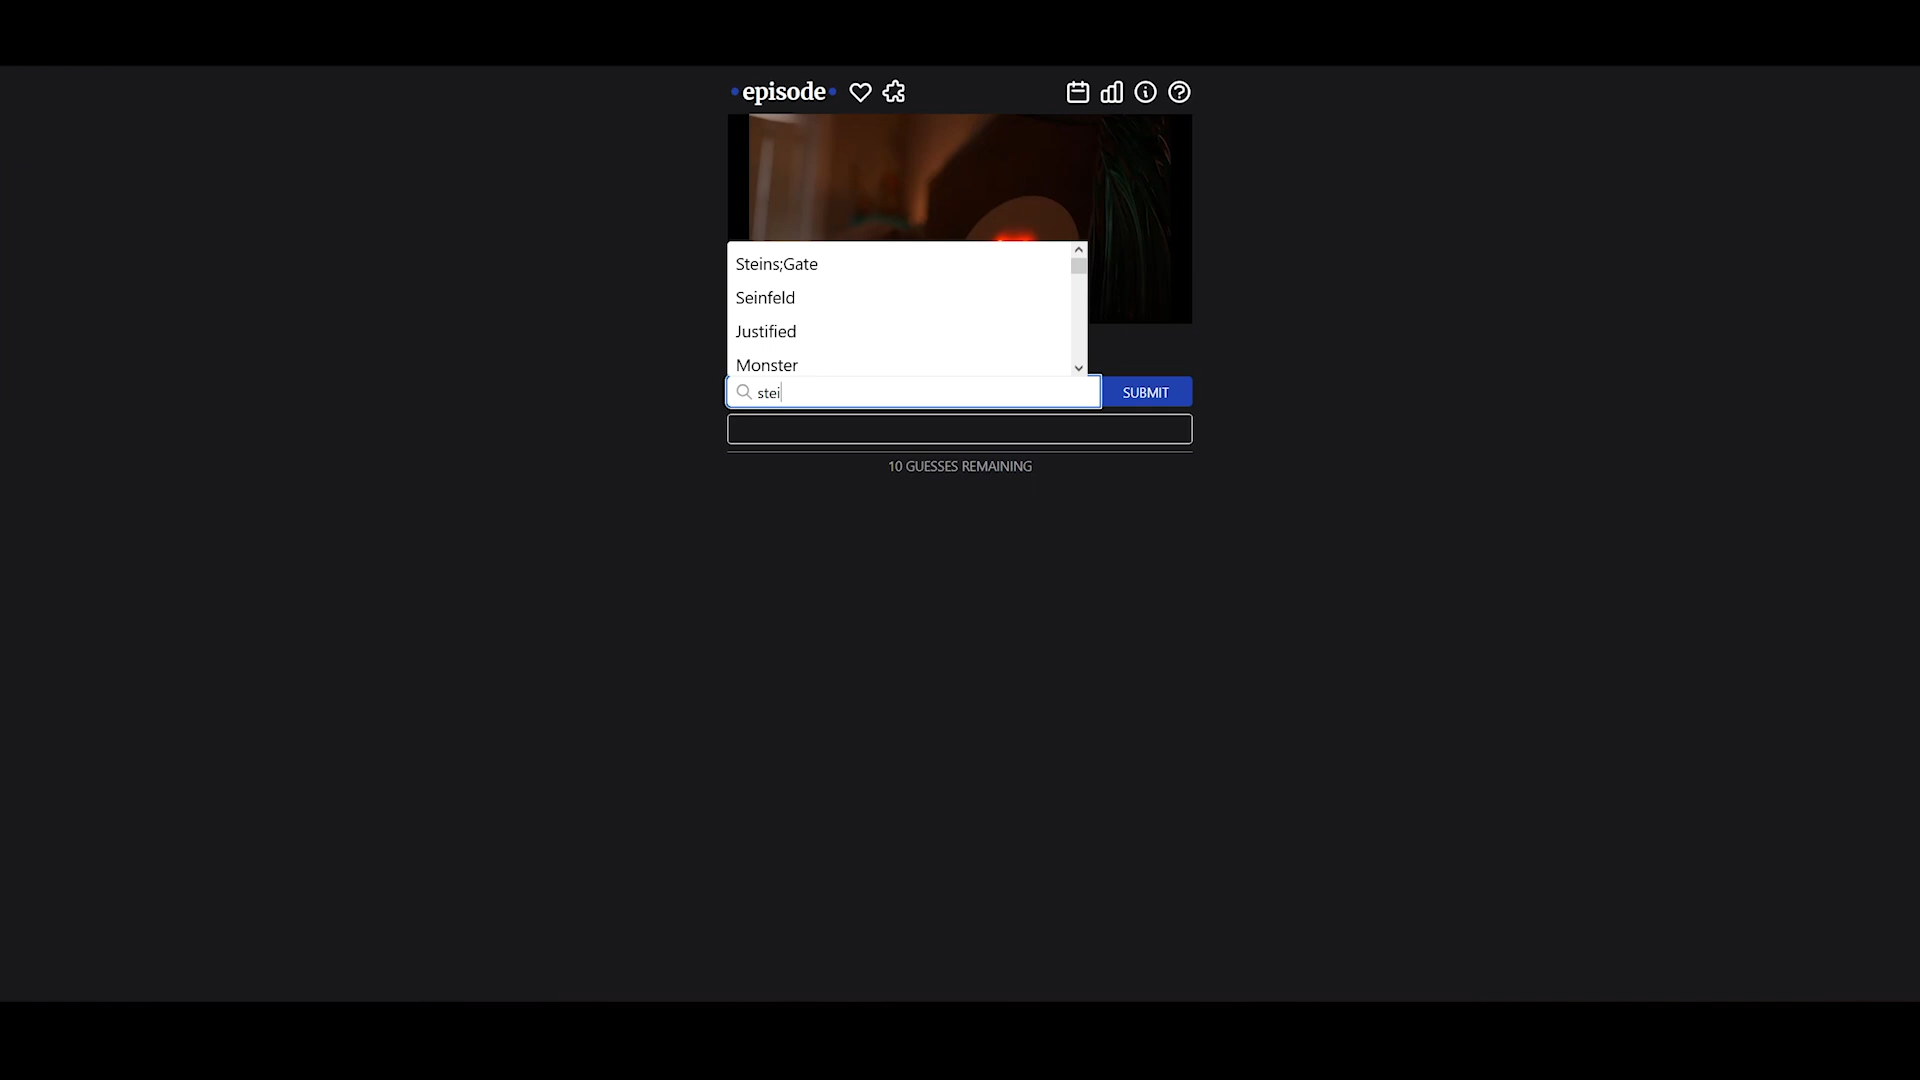 episode
Steins;Gate
Seinfeld
Justified
Monster
stei
SUBMIT
10 GUESSES REMAINING